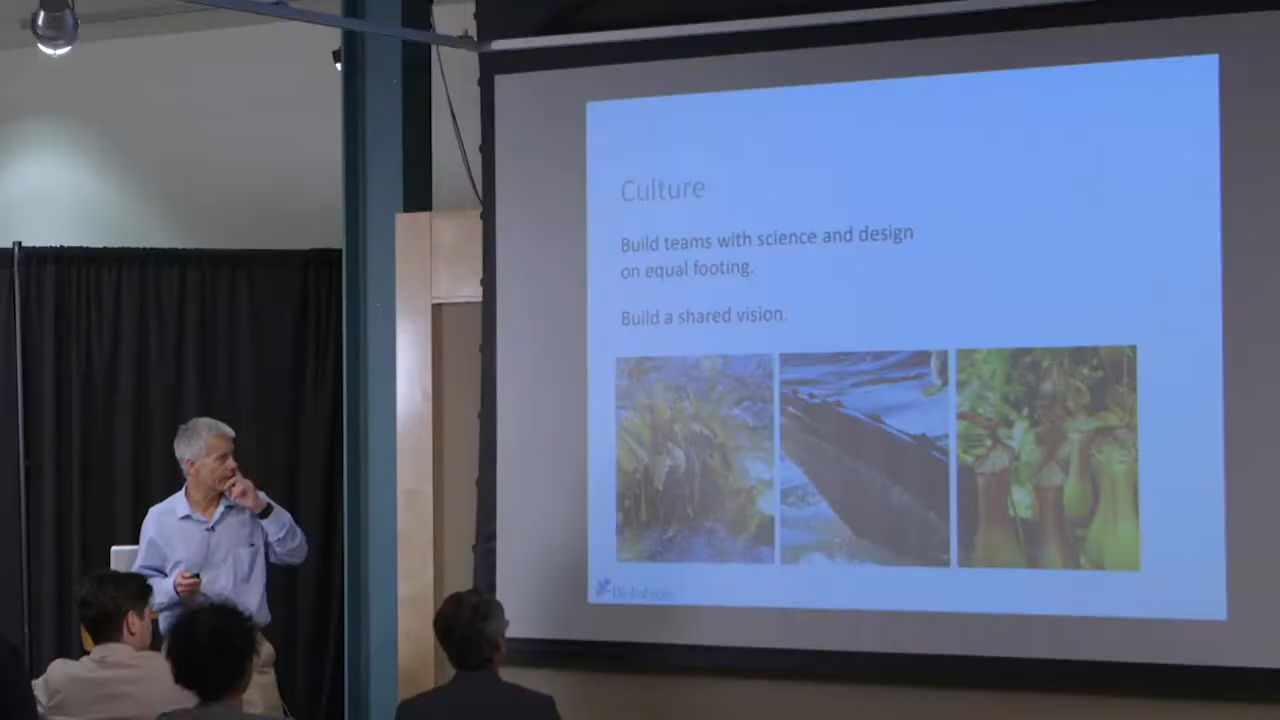 Culture
Build teams with science and design
on equal footing.
Build a shared vision.